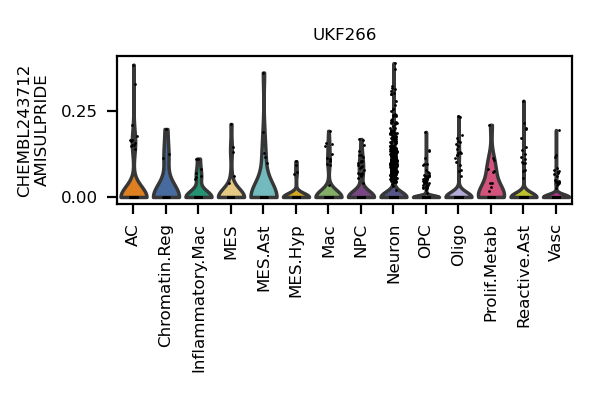 UKF266
CHEMBL243712
AMISULPRIDE
0.25
0.00
AC
Chromatin.Reg
Inflammatory.Mac
MES
MES.Ast
MES.Hyp
Mac
NPC
Neuron
OPC
Oligo
Prolif.Metab
Reactive.Ast
Vasc